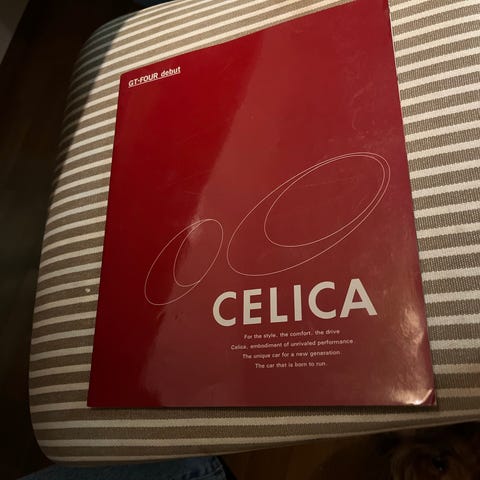 GT-FOUR debut
CELICA
For the style, the comfort, the drive
Celica, embodiment of unrivaled performance
The unique car for a new generation.
The car that is born to run.